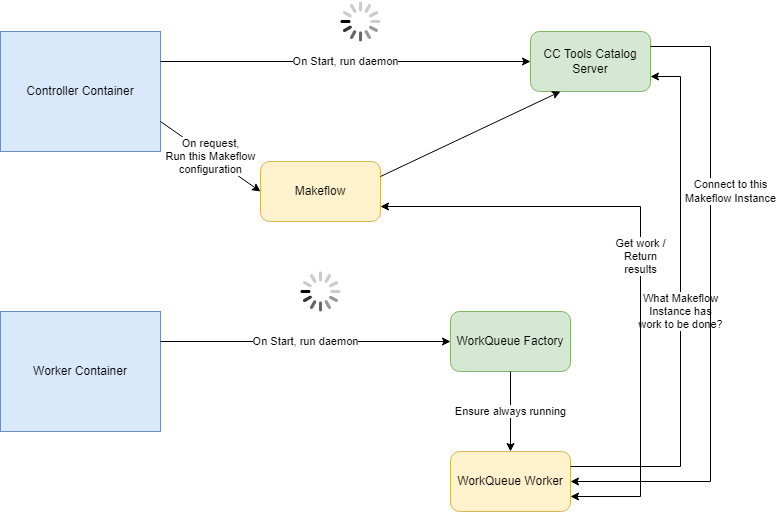 Controller Container
On Start, run daemon
CC Tools Catalog
Server
On request,
Run this Makeflow
configuration
Makeflow
Connect to this
Makeflow Instance
Get work /
Return
results
What Makeflow
Instance has
work to be done?
Worker Container
On Start, run daemon
WorkQueue Factory
Ensure always running
WorkQueue Worker